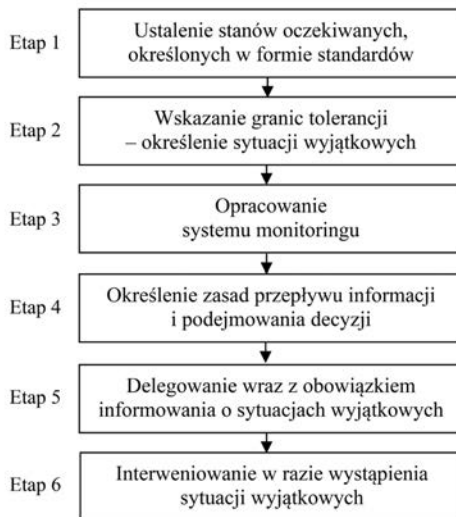 Etap 1
Ustalenie stanów oczekiwanych,
określonych w formie standardów
Etap 2
Wskazanie granic tolerancji
– określenie sytuacji wyjątkowych
Etap 3
Opracowanie
systemu monitoringu
Etap 4
Określenie zasad przepływu informacji
i podejmowania decyzji
Etap 5
Delegowanie wraz z obowiązkiem
informowania o sytuacjach wyjątkowych
Etap 6
Interweniowanie w razie wystąpienia
sytuacji wyjątkowych